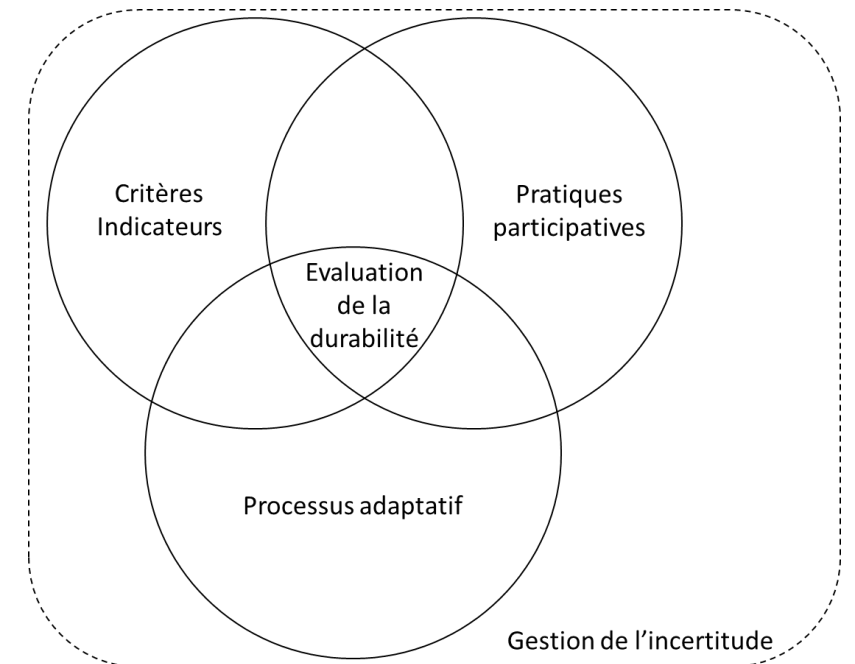 Critères
Indicateurs
Pratiques
participatives
Evaluation
de la
durabilité
Processus adaptatif
Gestion de l'incertitude